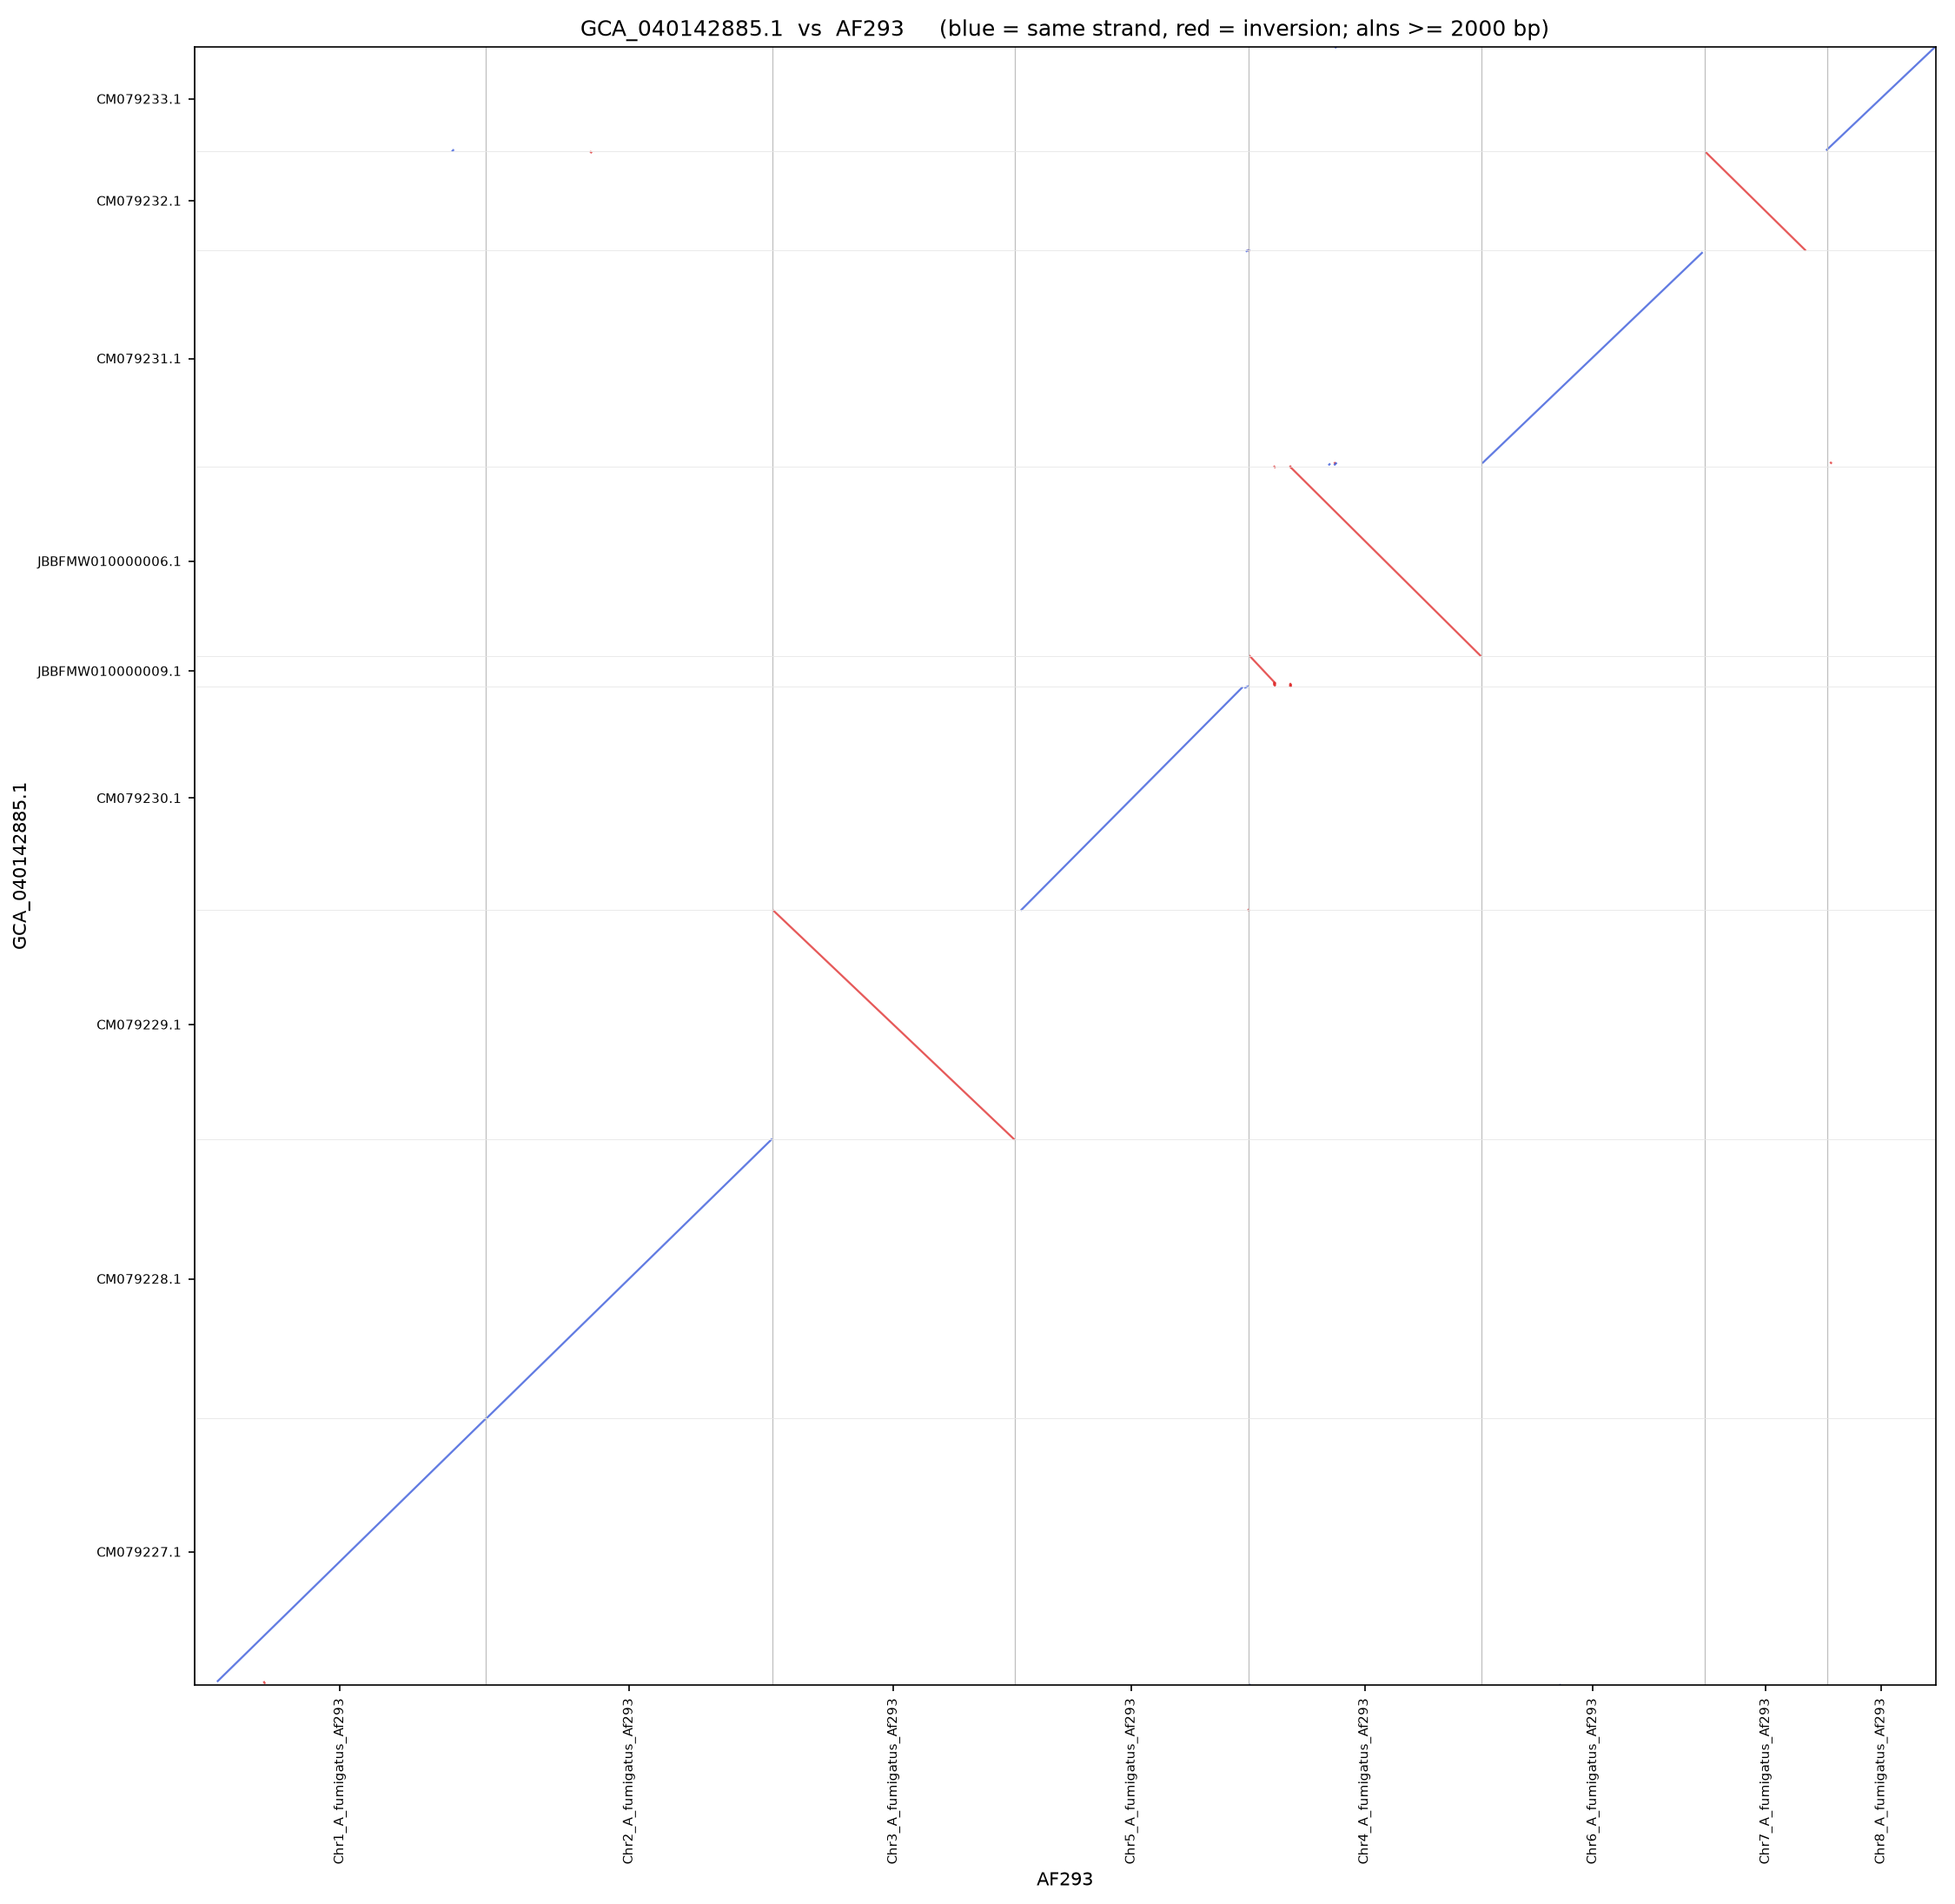 GCA_040142885.1 vs AF293 (blue = same strand, red = inversion; alns >= 2000 bp)
CM079233.1
CM079232.1
CM079231.1
JBBFMW010000006.1
JBBFMW010000009.1
CM079230.1
CM079229.1
CM079228.1
CM079227.1
GCA_040142885.1
Chr1_A_fumigatus_Af293
Chr2_A_fumigatus_Af293
Chr3_A_fumigatus_Af293
Chr5_A_fumigatus_Af293
Chr4_A_fumigatus_Af293
Chr6_A_fumigatus_Af293
Chr7_A_fumigatus_Af293
Chr8_A_fumigatus_Af293
AF293